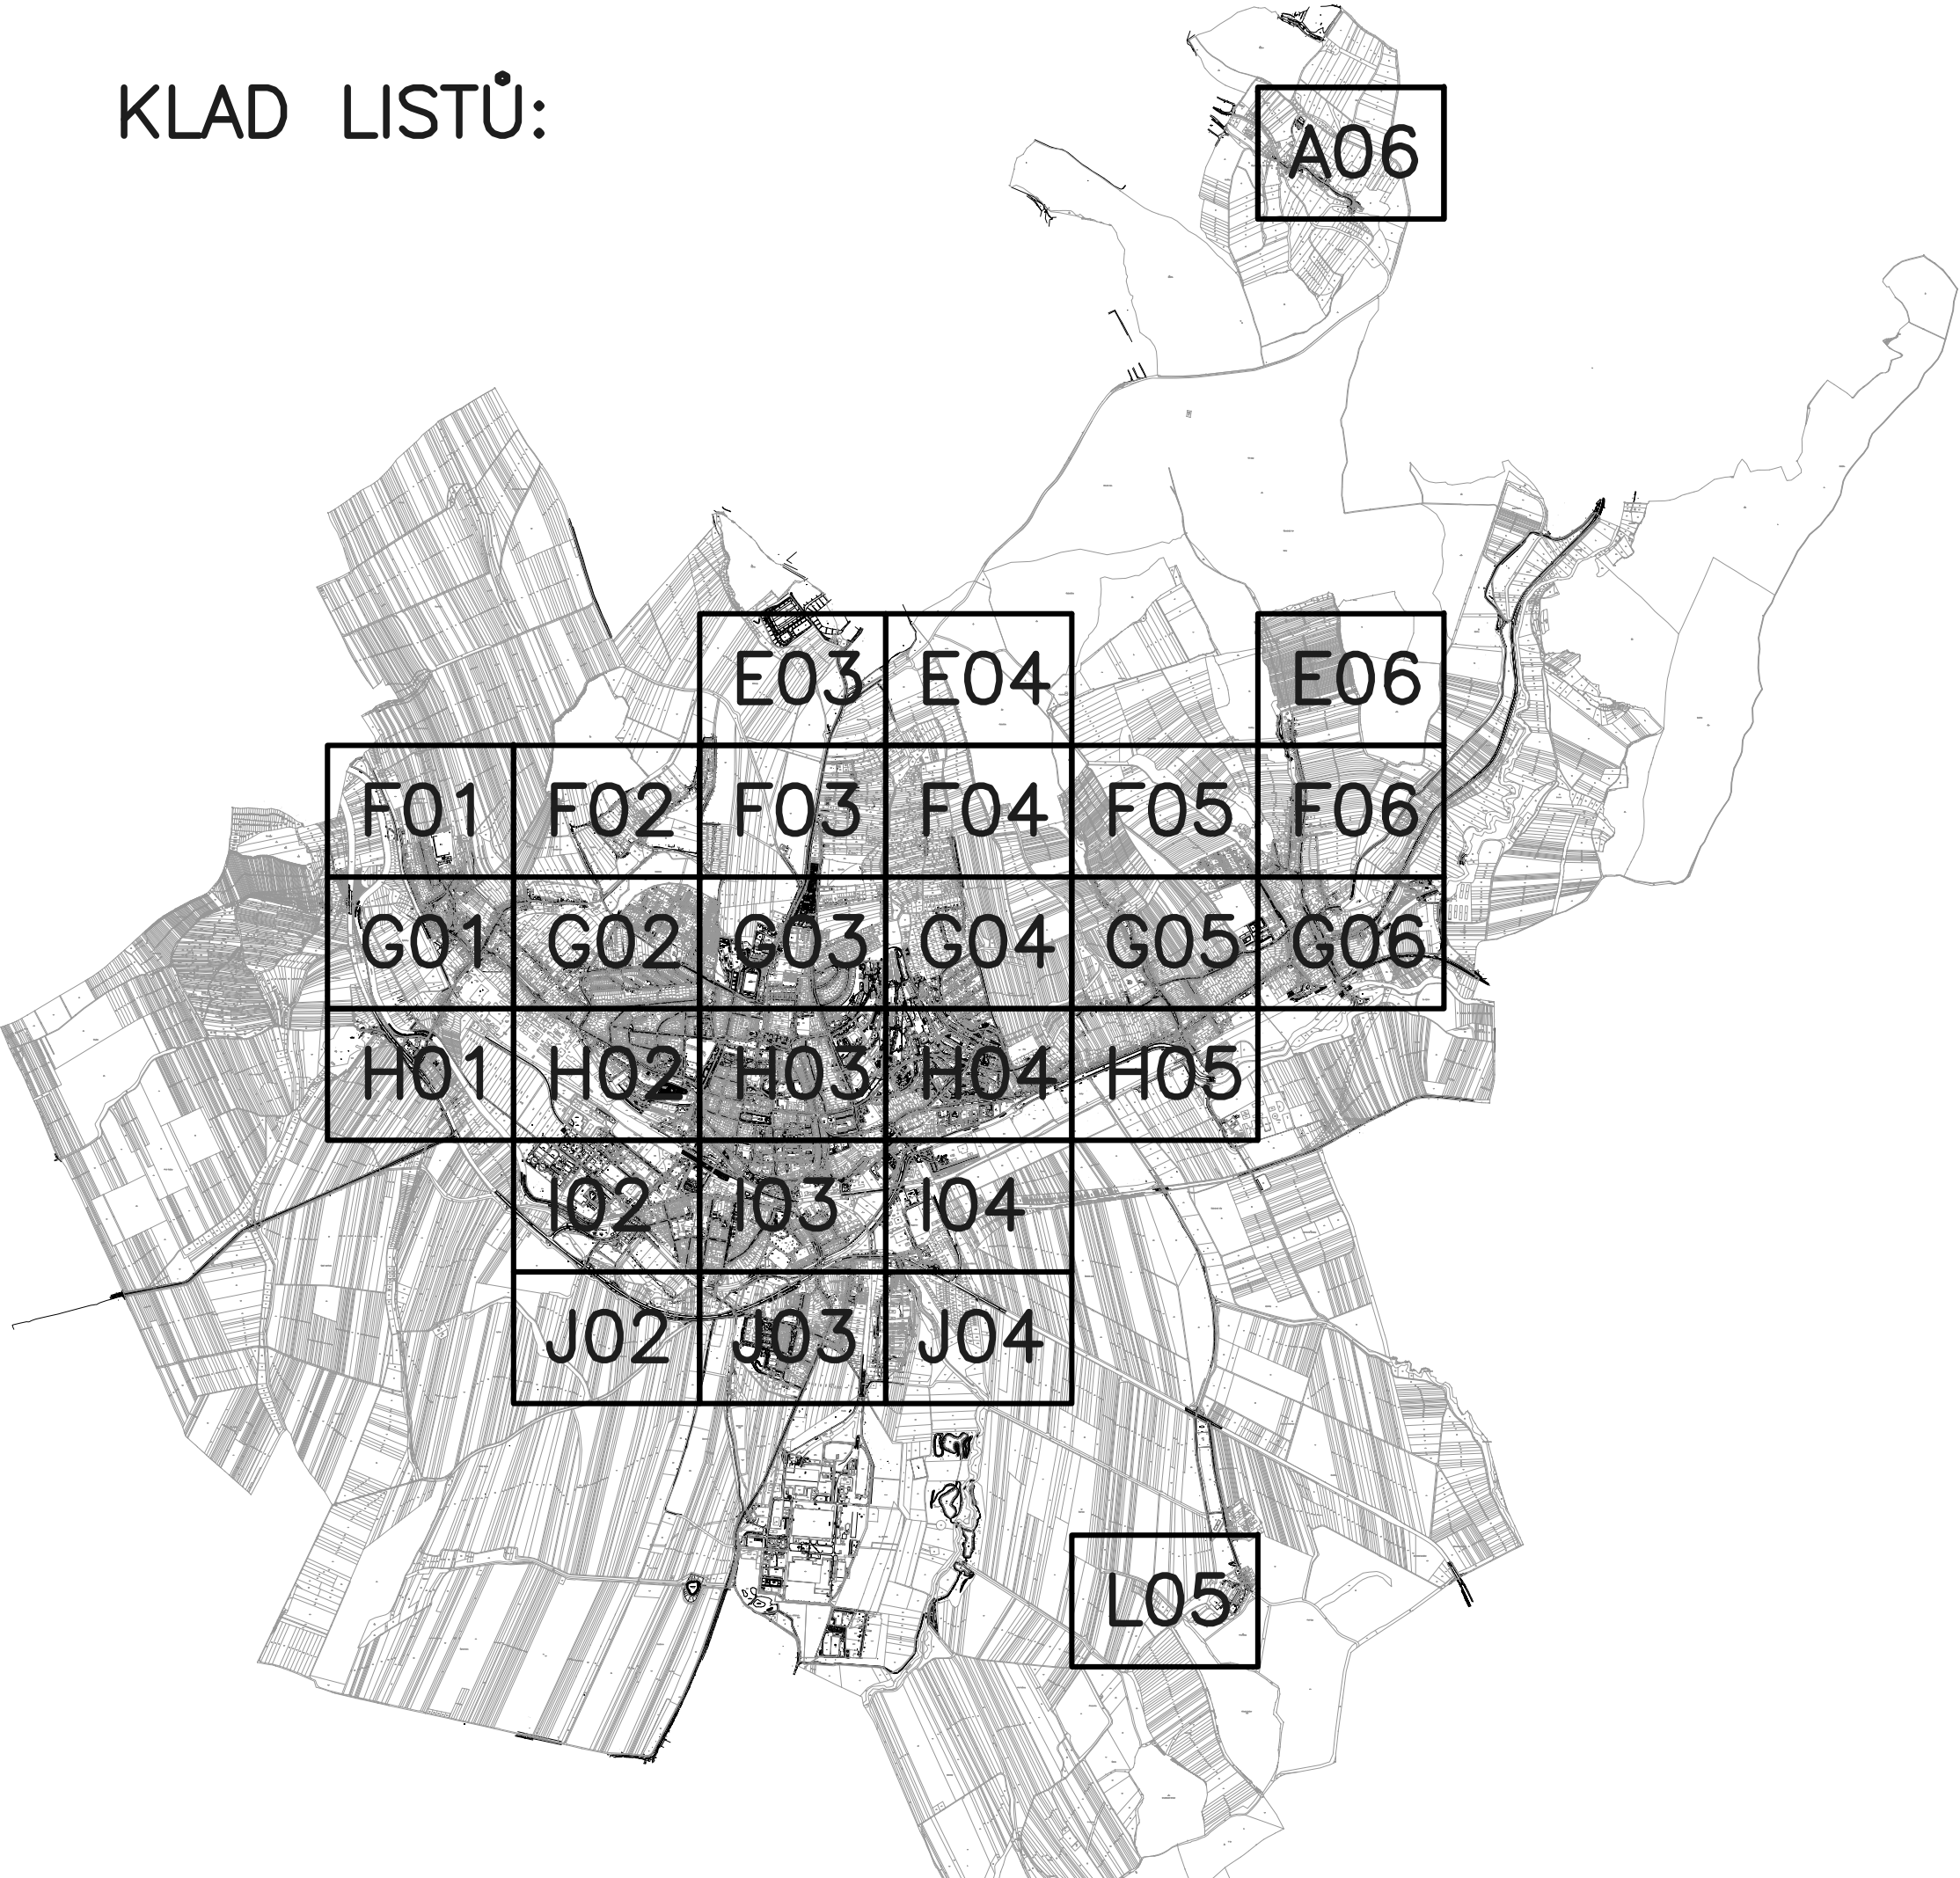 KLAD LISTŮ:
A06
E03 E04 E06
F01 F02 F03 F04 F05 F06
G01 G02 G03 G04 G05 G06
H01 H02 H03 H04 H05
I02 I03 I04
J02 J03 J04
L05